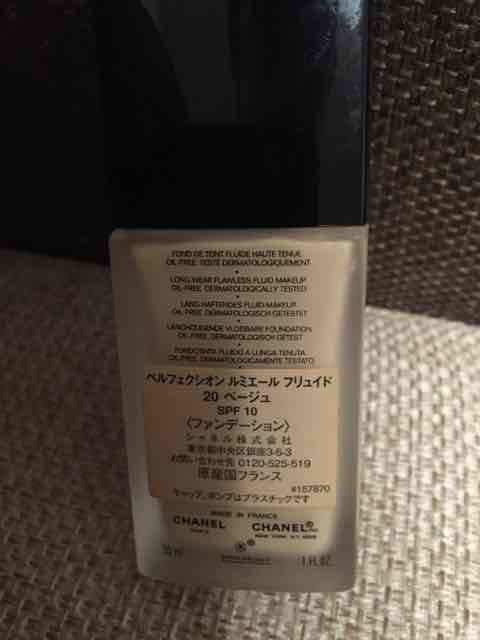 FOND DE TEINT FLUIDE HAUTE TENUE
OIL-FREE. TESTÉ DERMATOLOGIQUEMENT.
LONG WEAR FLAWLESS FLUID MAKEUP
OIL-FREE. DERMATOLOGICALLY TESTED.
LANG HAFTENDES FLUID-MAKEUP
OIL-FREE. DERMATOLOGISCH GETESTET.
LANGHOUDENDE VLOEIBARE FOUNDATION
OIL-FREE. DERMATOLOGISCH GETEST.
FONDOTINTA FLUIDO A LUNGA TENUTA
OIL-FREE. DERMATOLOGICAMENTE TESTATO.
ペルフェクシオン ルミエール フリュイド
20 ベージュ
SPF 10
〈ファンデーション〉
シャネル株式会社
東京都中央区銀座3-5-3
お問い合わせ先 0120-525-519
原産国フランス
#157870
キャップ、ポンプはプラスチックです
MADE IN FRANCE
CHANEL CHANEL
PARIS NEW YORK, N.Y.
30 ml 1 FL.OZ.